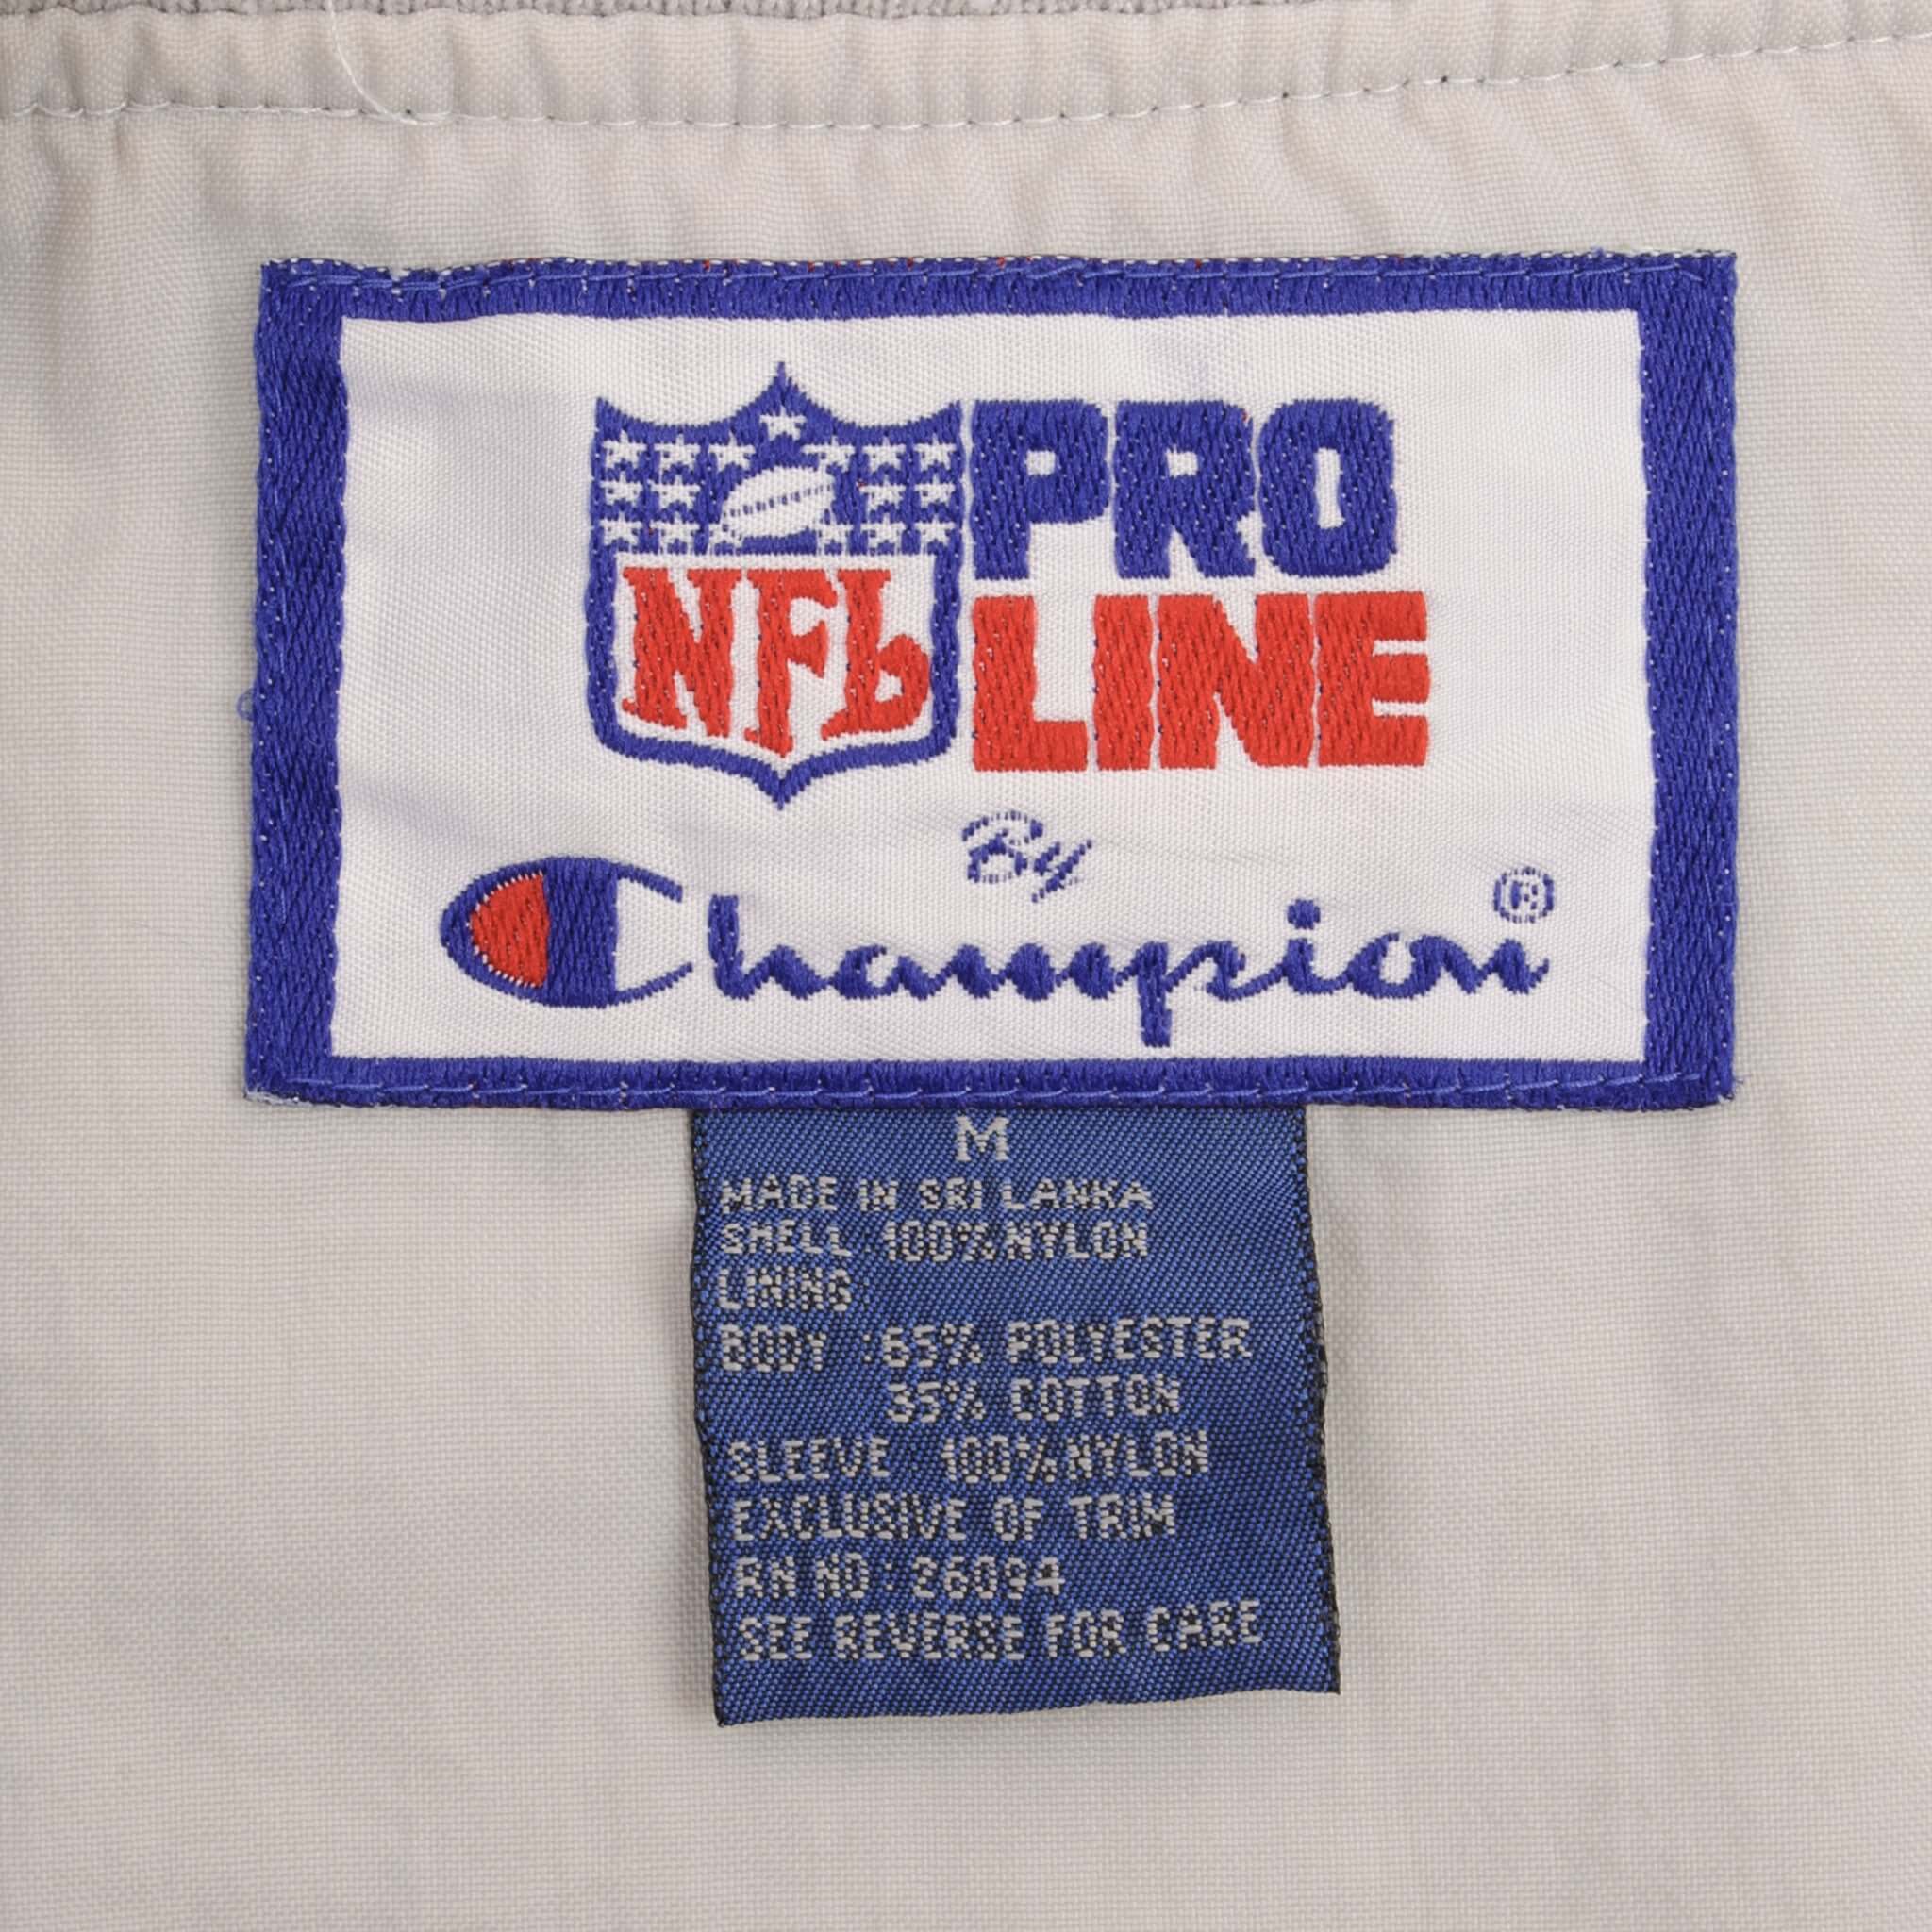 NFL PRO
LINE
By
Champion®
M
MADE IN SRI LANKA
SHELL 100% NYLON
LINING:
BODY :65% POLYESTER
35% COTTON
SLEEVE 100% NYLON
EXCLUSIVE OF TRIM
RN NO: 26094
SEE REVERSE FOR CARE